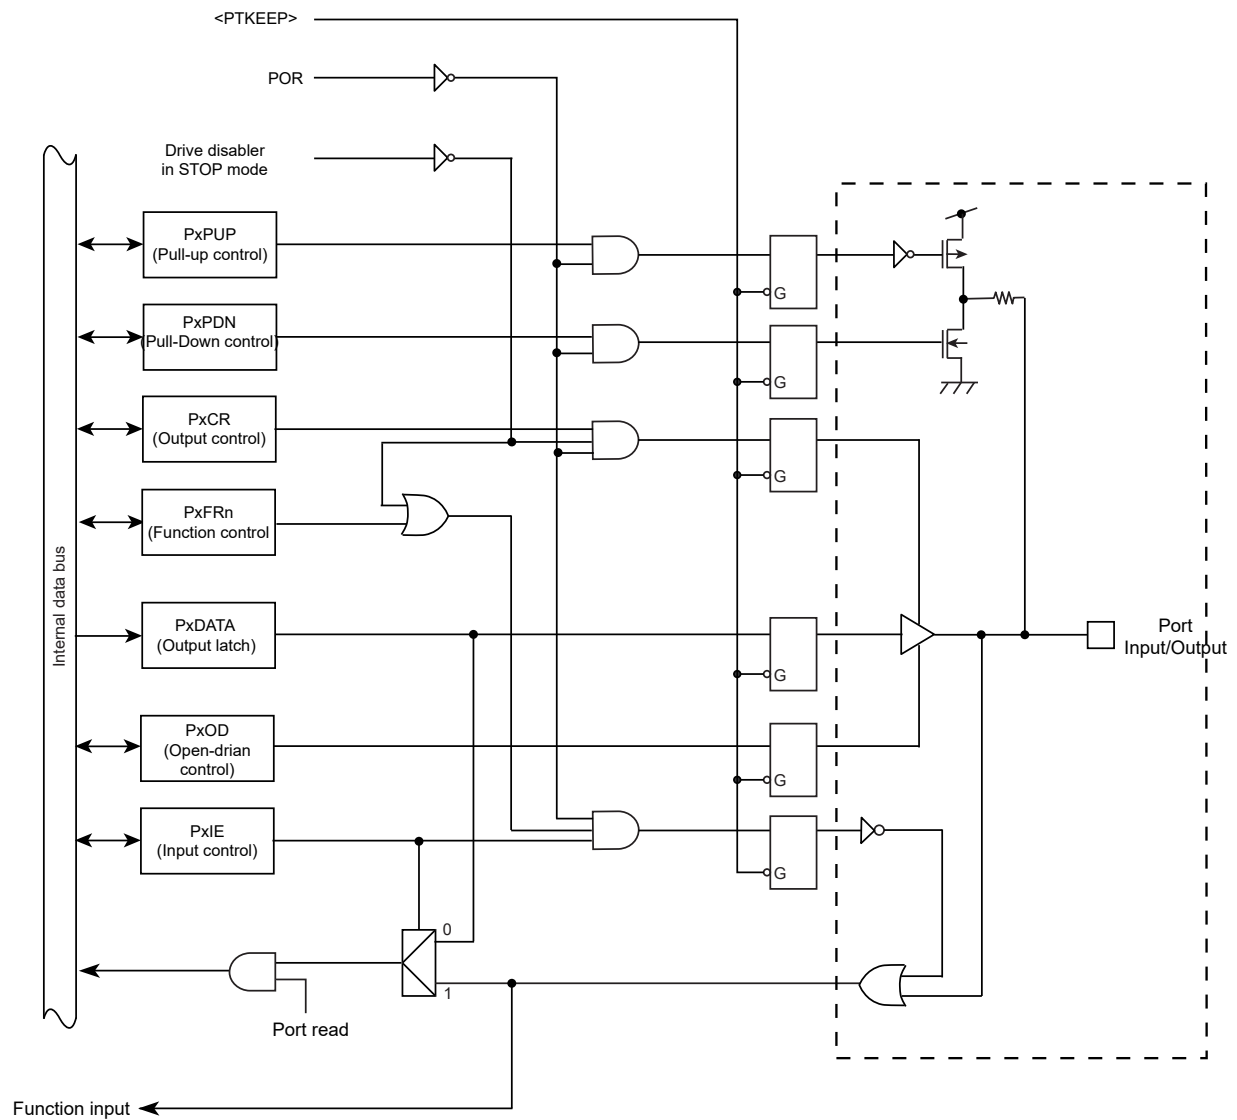 <PTKEEP>
POR
Drive disabler
in STOP mode
PxPUP
(Pull-up control)
G
PxPDN
(Pull-Down control)
G
PxCR
(Output control)
G
PxFRn
(Function control
Internal data bus
PxDATA
(Output latch)
G
Port
Input/Output
PxOD
(Open-drian
control)
G
PxIE
(Input control)
G
0
1
Port read
Function input